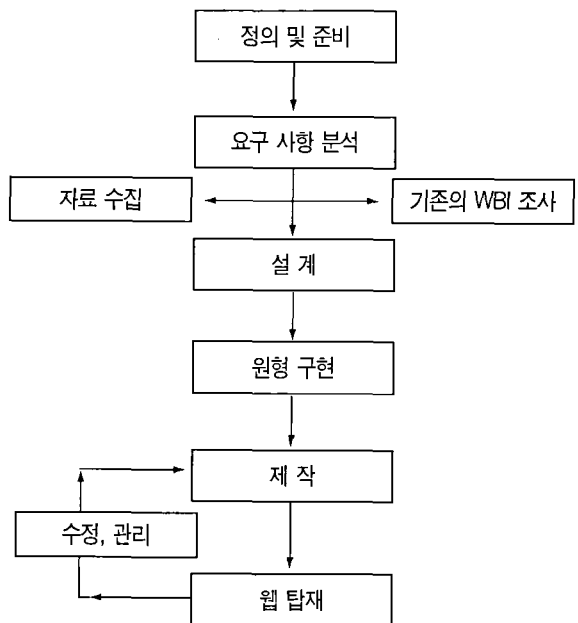 정의 및 준비
요구 사항 분석
자료 수집
기존의 WBI 조사
설 계
원형 구현
제 작
수정, 관리
웹 탑재